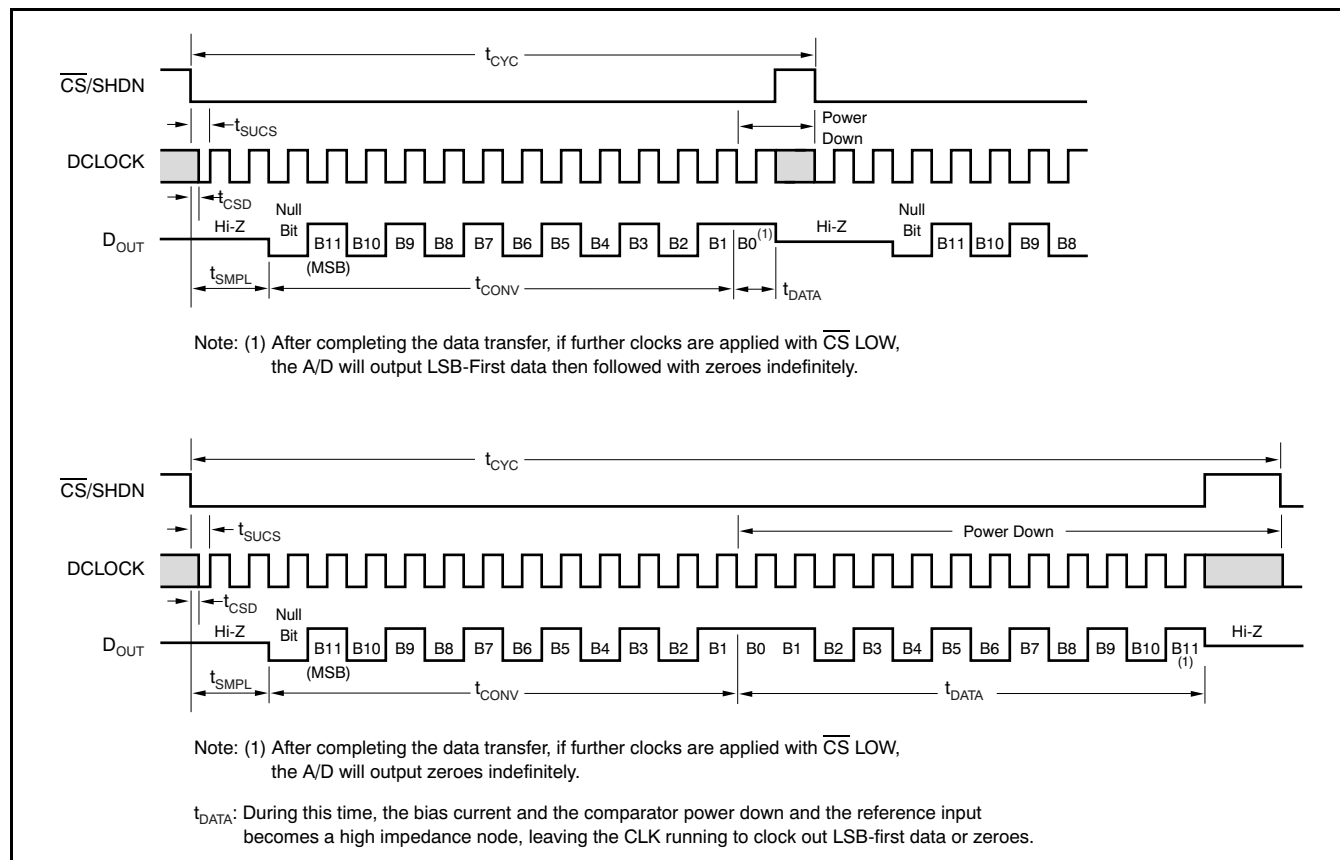 tCYC
C̅S̅/SHDN
Power
Down
tSUCS
DCLOCK
tCSD
Hi-Z
Null
Bit
Hi-Z
Null
Bit
DOUT
B11 B10 B9 B8 B7 B6 B5 B4 B3 B2 B1 B0(1)
B11 B10 B9 B8
(MSB)
tSMPL
tCONV
tDATA
Note: (1) After completing the data transfer, if further clocks are applied with C̅S̅ LOW,
the A/D will output LSB-First data then followed with zeroes indefinitely.
tCYC
C̅S̅/SHDN
tSUCS
Power Down
DCLOCK
tCSD
Hi-Z
Null
Bit
Hi-Z
DOUT
B11 B10 B9 B8 B7 B6 B5 B4 B3 B2 B1 B0 B1 B2 B3 B4 B5 B6 B7 B8 B9 B10 B11
(1)
(MSB)
tSMPL
tCONV
tDATA
Note: (1) After completing the data transfer, if further clocks are applied with C̅S̅ LOW,
the A/D will output zeroes indefinitely.
tDATA: During this time, the bias current and the comparator power down and the reference input
becomes a high impedance node, leaving the CLK running to clock out LSB-first data or zeroes.